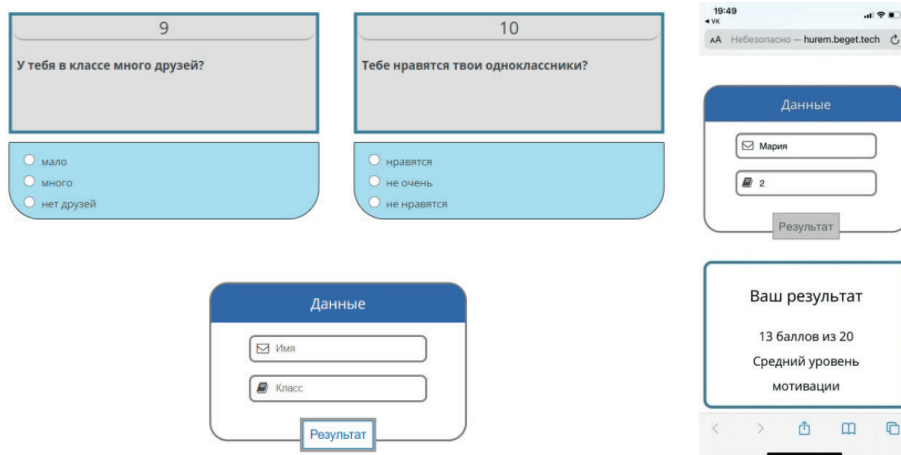 9
У тебя в классе много друзей?
мало
много
нет друзей
10
Тебе нравятся твои одноклассники?
нравятся
не очень
не нравятся
Данные
Имя
Класс
Результат
19:49
VK
AA Небезопасно — hurem.beget.tech
Данные
Мария
2
Результат
Ваш результат
13 баллов из 20
Средний уровень
мотивации